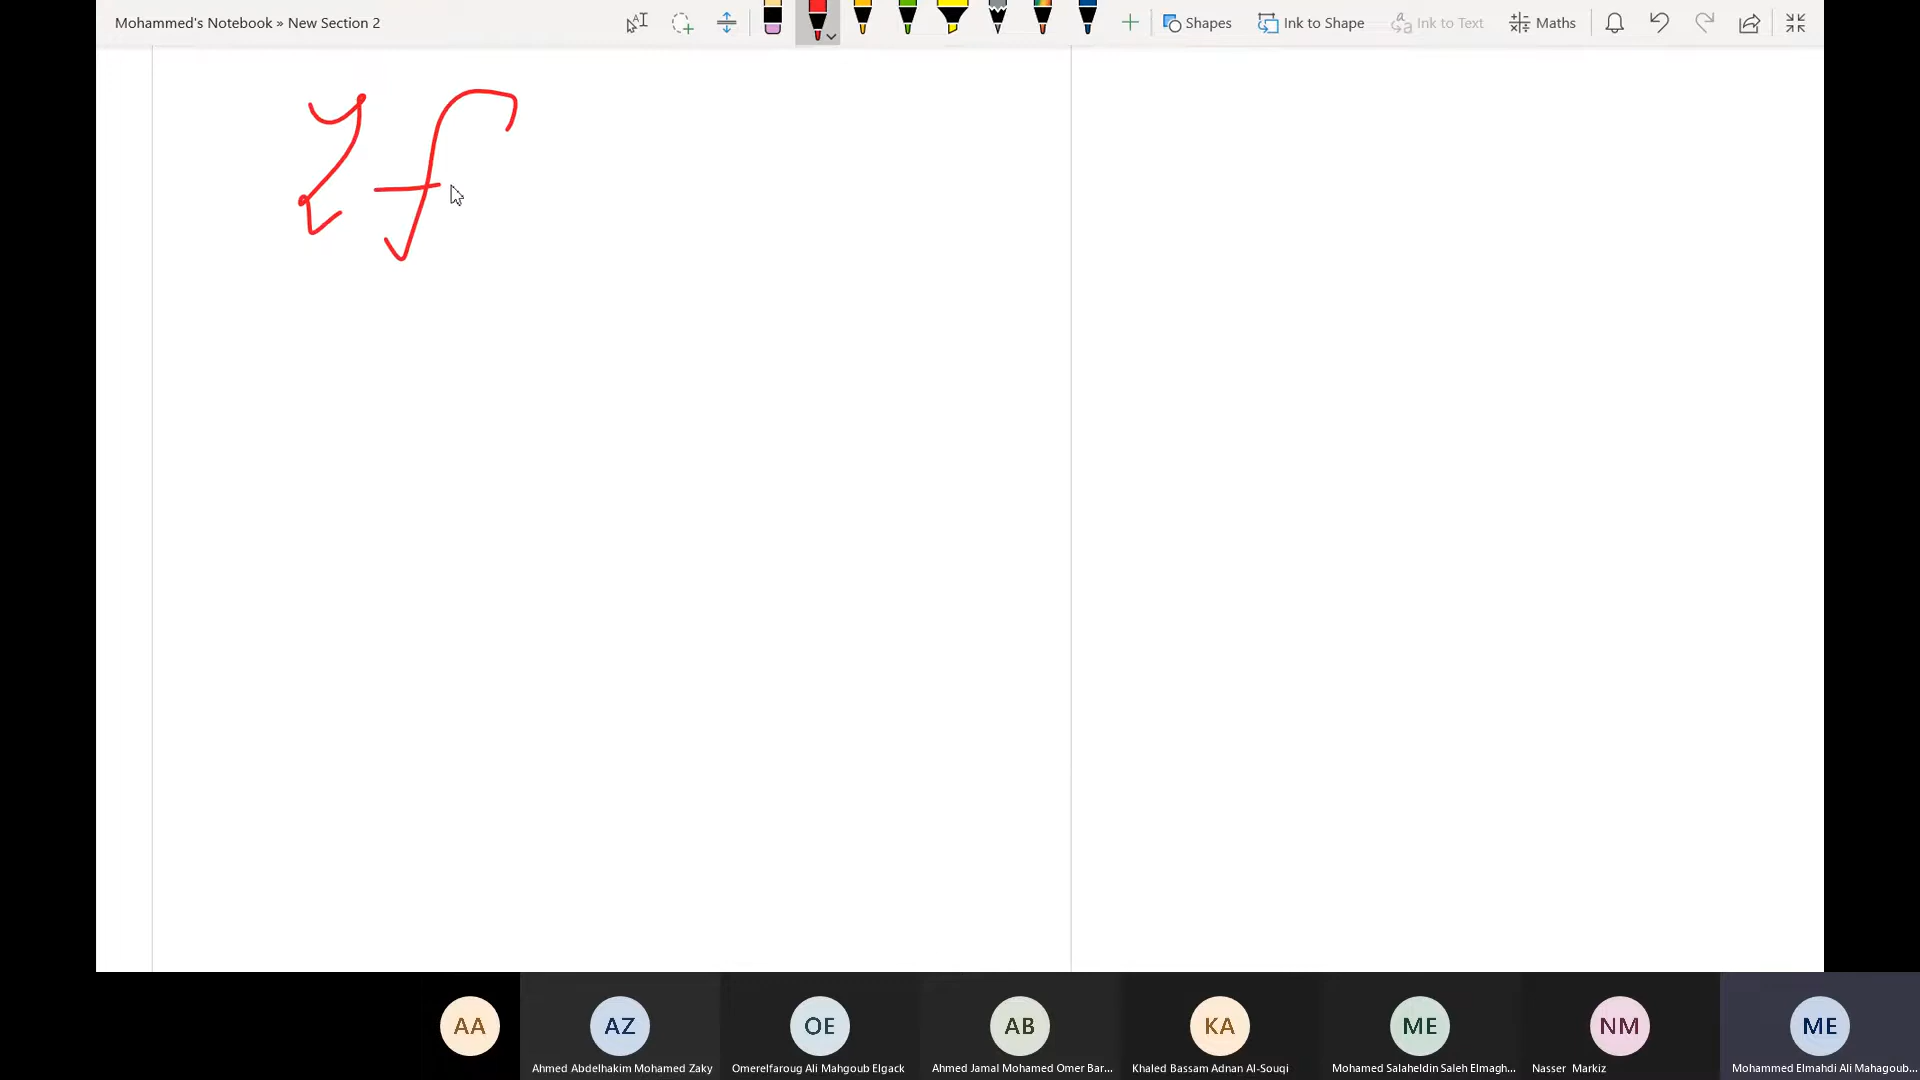 Mohammed's Notebook » New Section 2
Shapes
Ink to Shape
Ink to Text
Maths
AA
AZ
OE
AB
KA
ME
NM
ME
Ahmed Abdelhakim Mohamed Zaky
Omerelfaroug Ali Mahgoub Elgack
Ahmed Jamal Mohamed Omer Bar...
Khaled Bassam Adnan Al-Souqi
Mohamed Salaheldin Saleh Elmagh...
Nasser Markiz
Mohammed Elmahdi Ali Mahagoub...